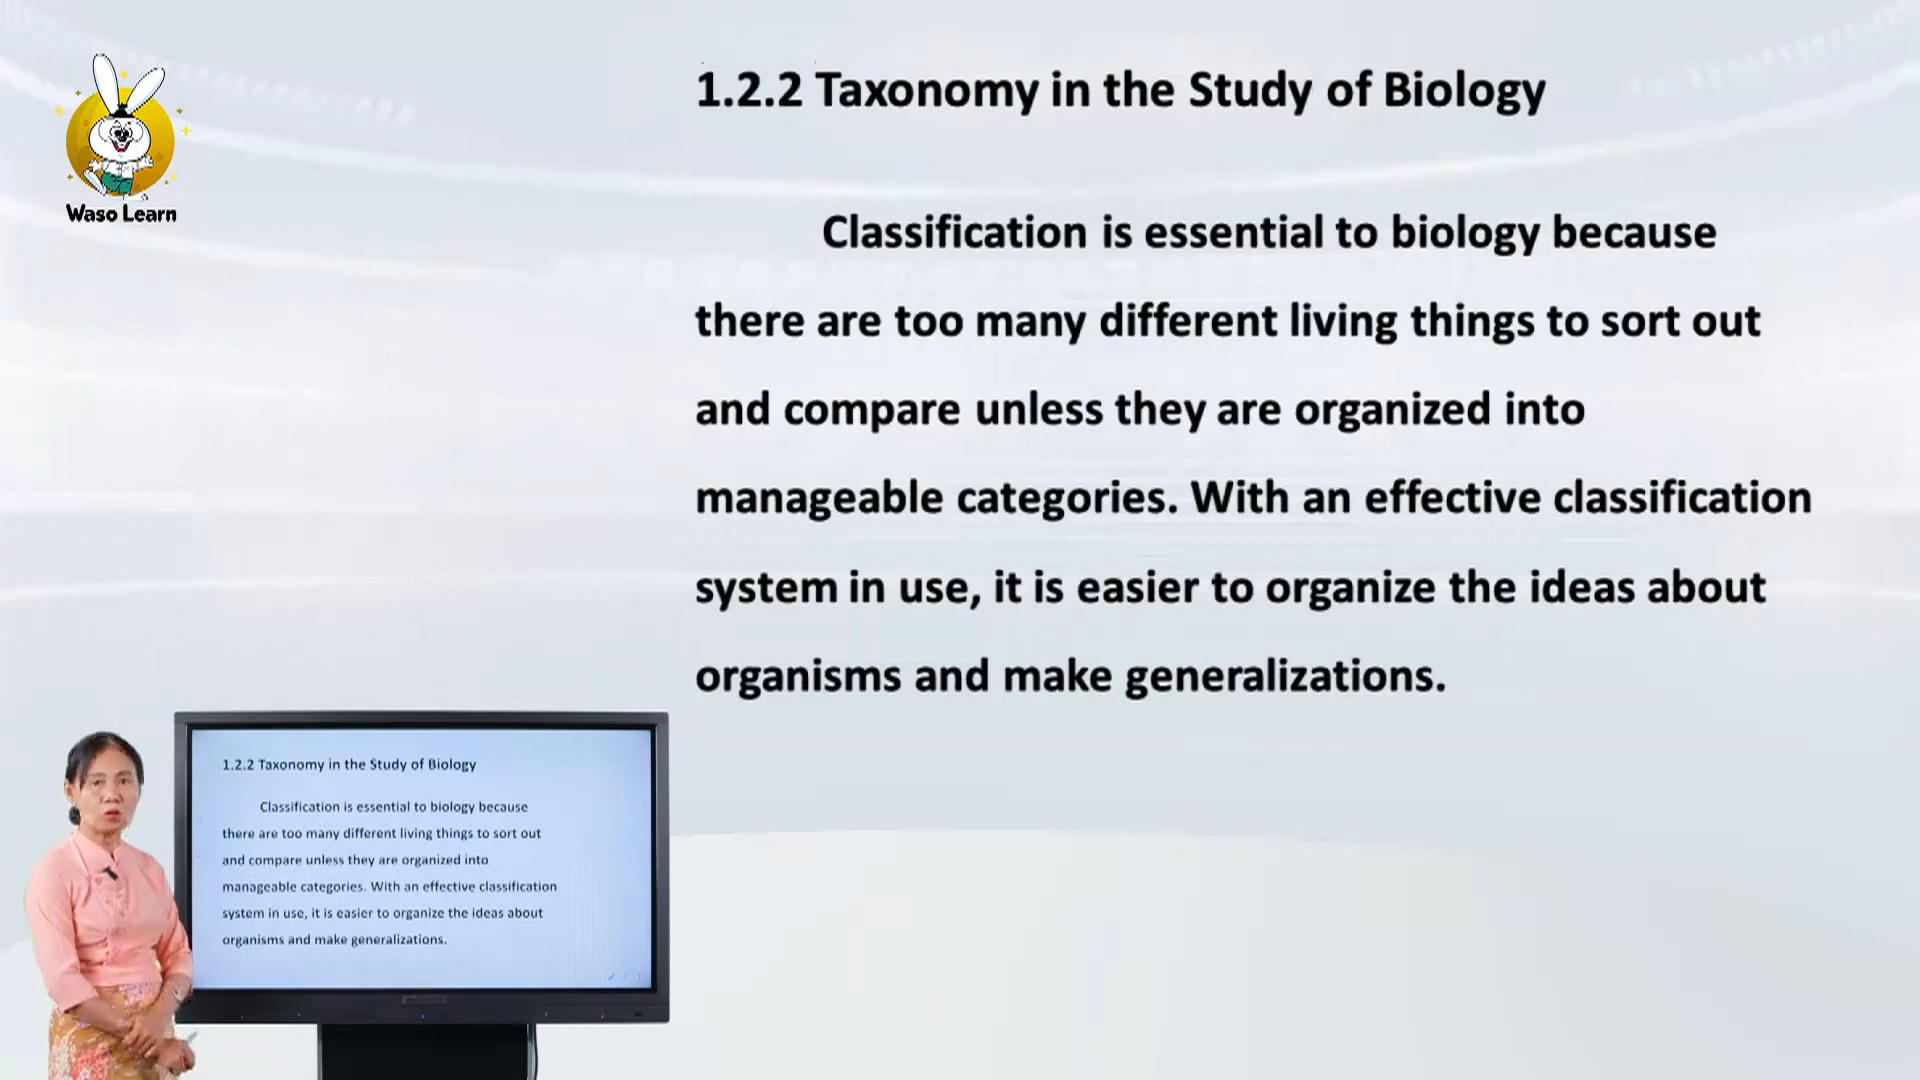 Waso Learn
1.2.2 Taxonomy in the Study of Biology
Classification is essential to biology because
there are too many different living things to sort out
and compare unless they are organized into
manageable categories. With an effective classification
system in use, it is easier to organize the ideas about
organisms and make generalizations.
1.2.2 Taxonomy in the Study of Biology
Classification is essential to biology because
there are too many different living things to sort out
and compare unless they are organized into
manageable categories. With an effective classification
system in use, it is easier to organize the ideas about
organisms and make generalizations.